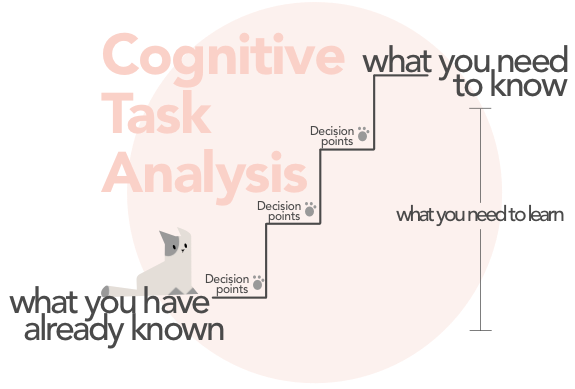 Cognitive
Task
Analysis
what you need
to know
Decision
points
Decision
points
what you need to learn
Decision
points
what you have
already known